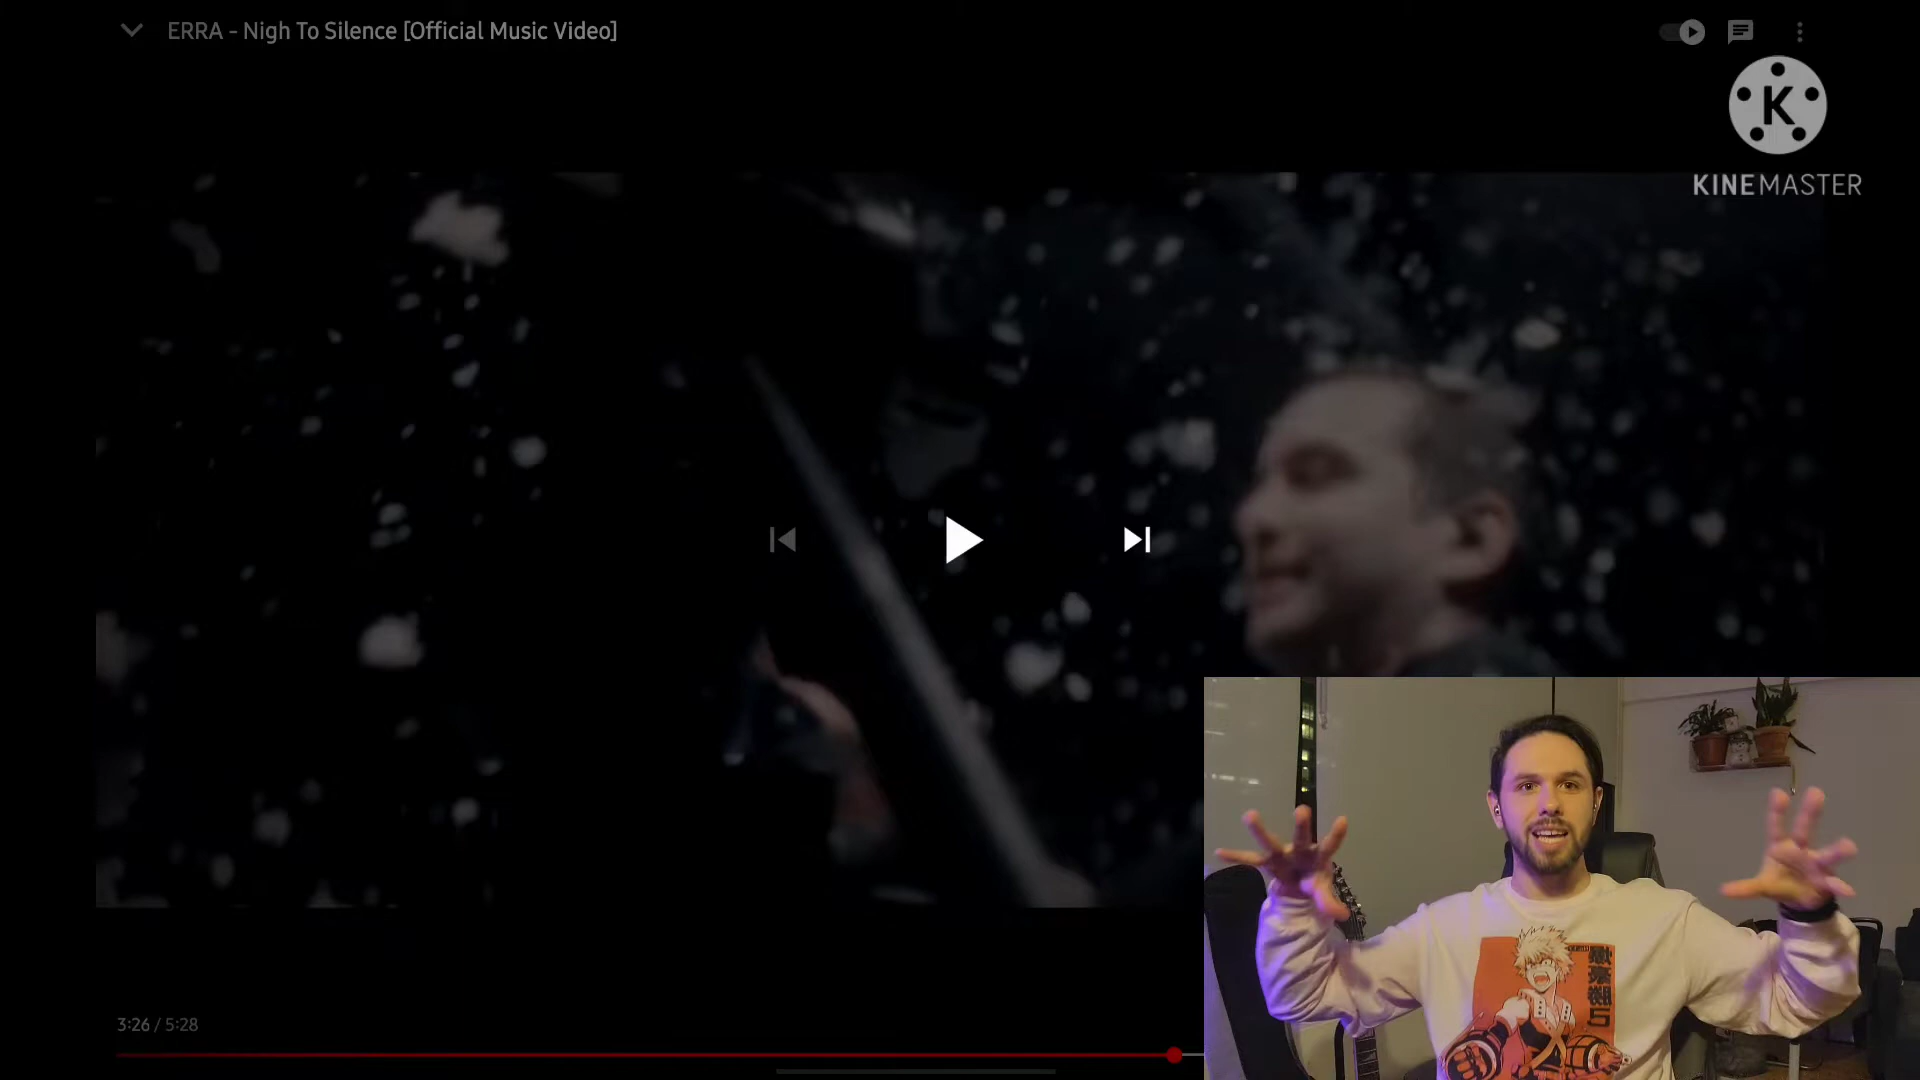 ERRA - Nigh To Silence [Official Music Video]
K
KINEMASTER
3:26 / 5:28